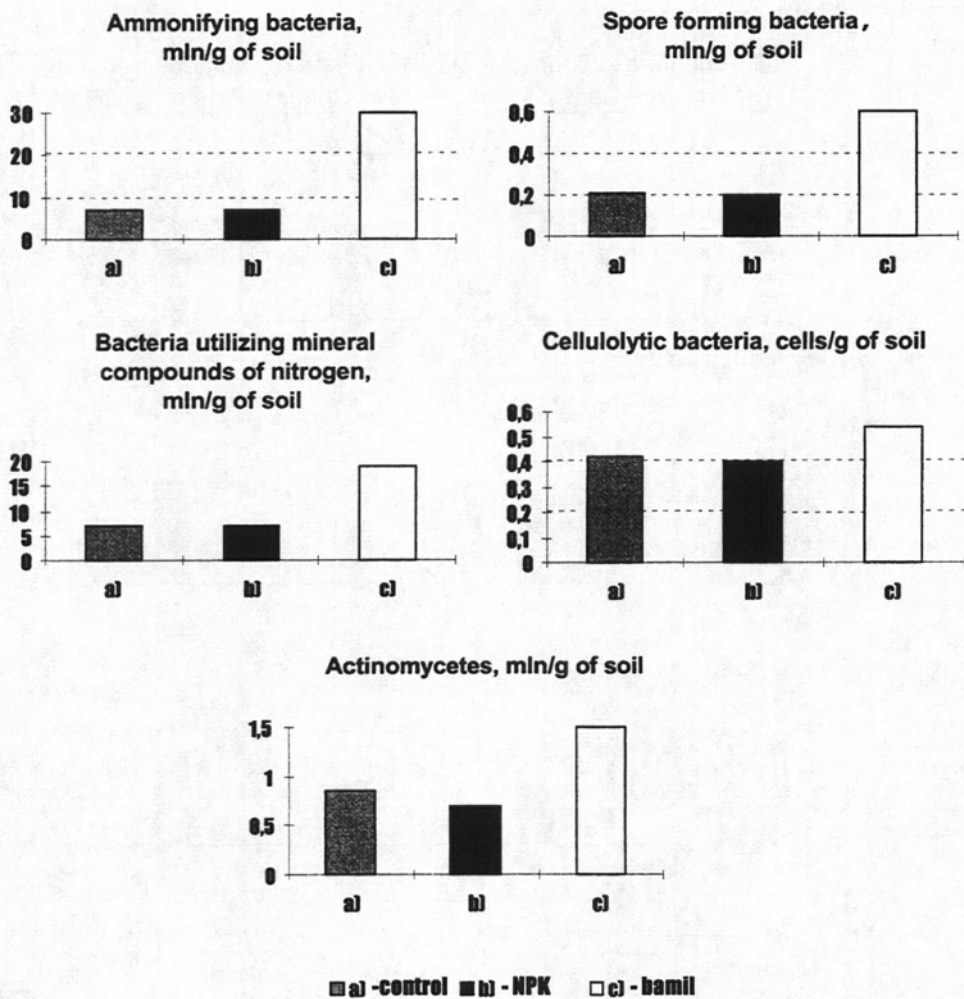 Ammonifying bacteria,
mln/g of soil
30
20
10
0
a) b) c)
Spore forming bacteria,
mln/g of soil
0,6
0,4
0,2
0
a) b) c)
Bacteria utilizing mineral
compounds of nitrogen,
mln/g of soil
20
15
10
5
0
a) b) c)
Cellulolytic bacteria, cells/g of soil
0,6
0,5
0,4
0,3
0,2
0,1
0
a) b) c)
Actinomycetes, mln/g of soil
1,5
1
0,5
0
a) b) c)
a) -control b) - NPK c) - bamil